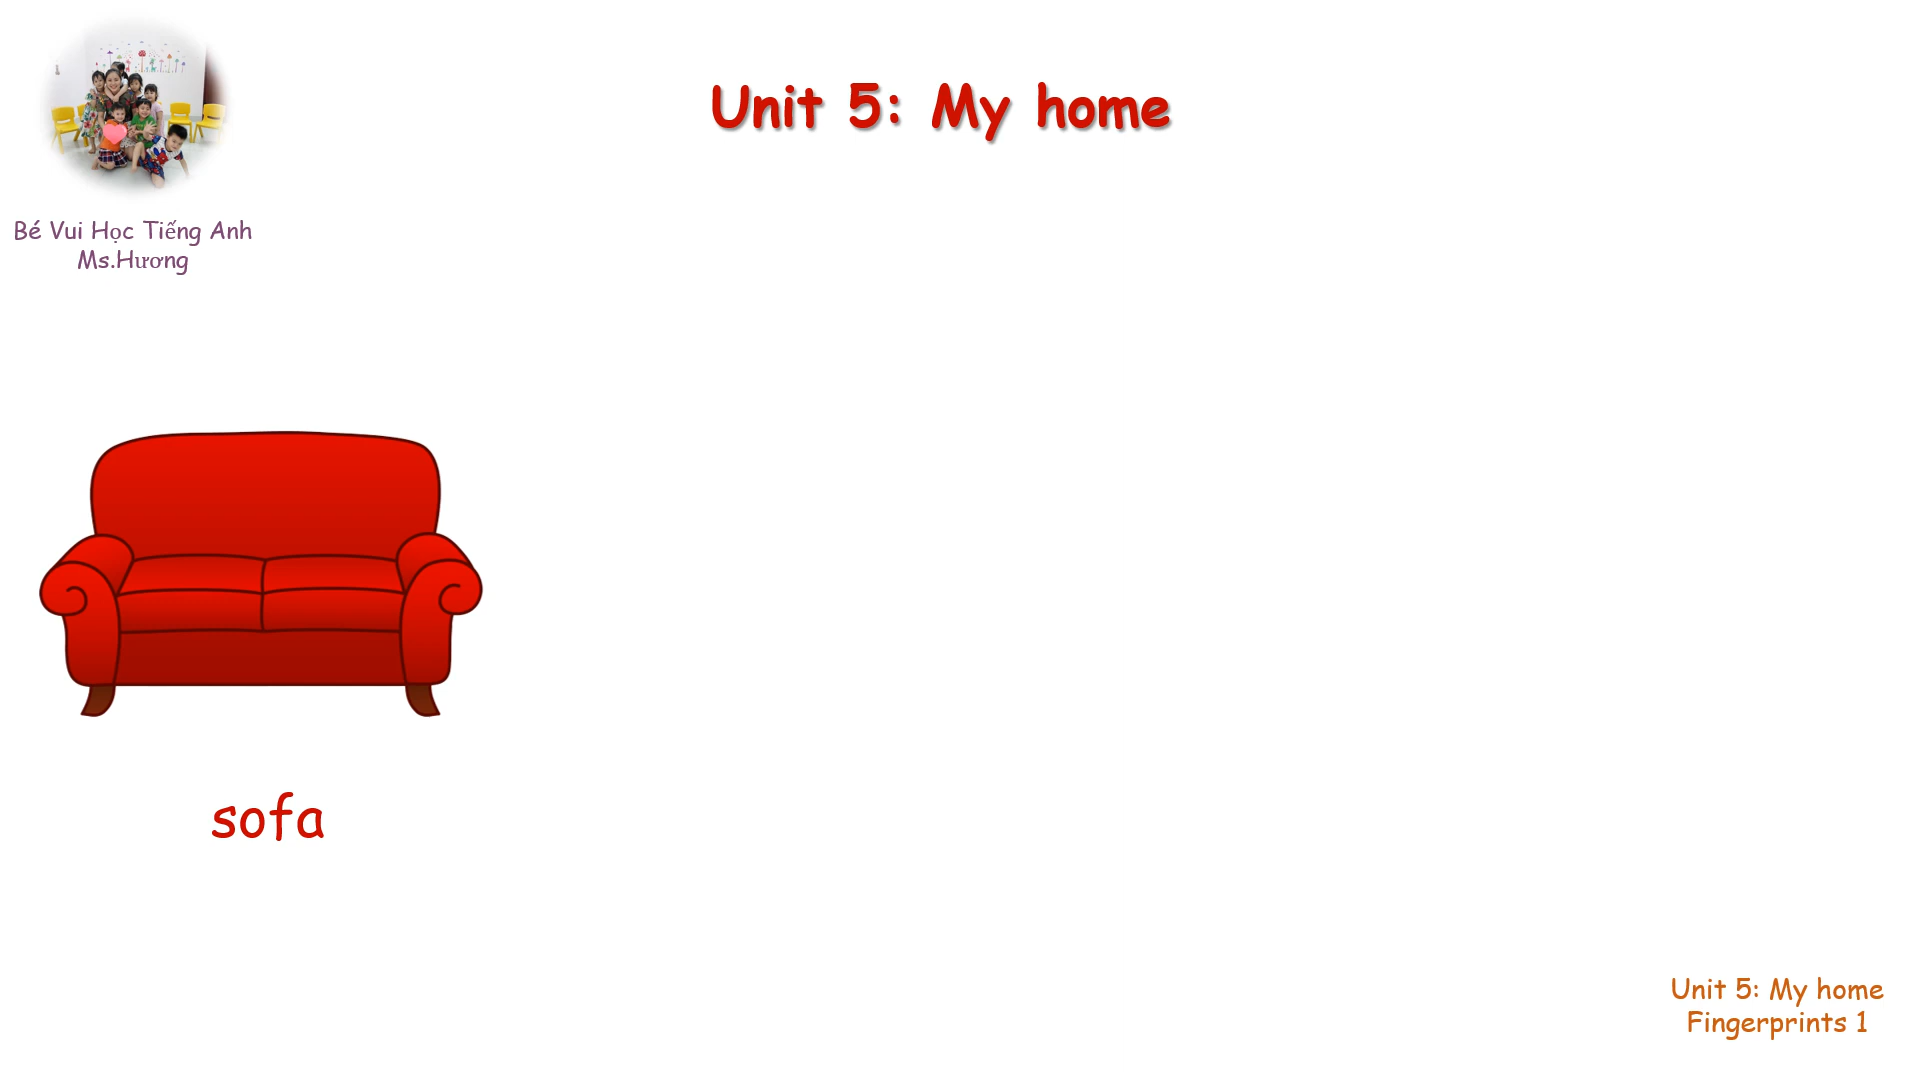 Unit 5: My home
Bé Vui Học Tiếng Anh
Ms.Hương
sofa
Unit 5: My home
Fingerprints 1